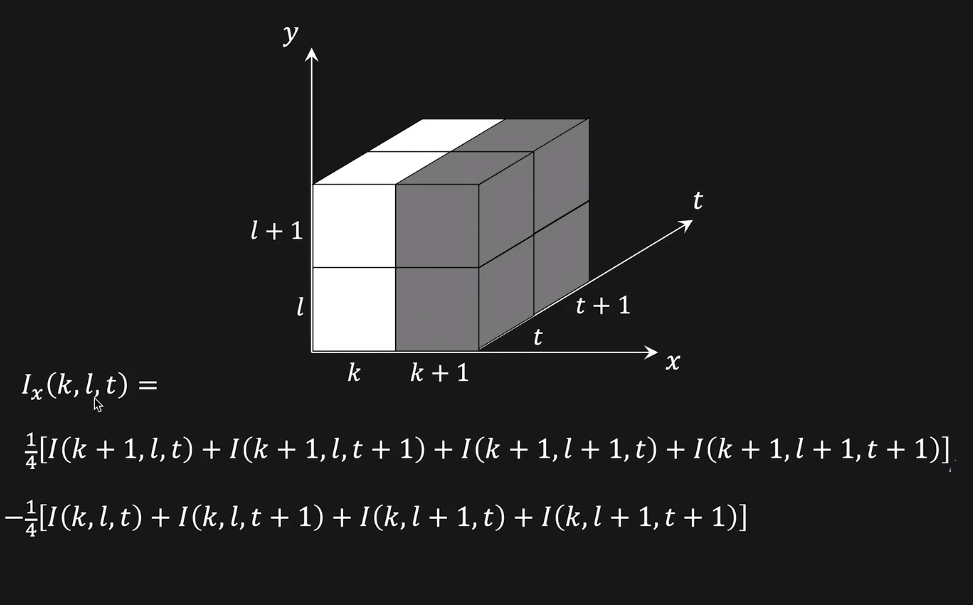 y
t
l + 1
l
t + 1
t
k
k + 1
x
I_x(k, l, t) =
1/4[I(k + 1, l, t) + I(k + 1, l, t + 1) + I(k + 1, l + 1, t) + I(k + 1, l + 1, t + 1)]
−1/4[I(k, l, t) + I(k, l, t + 1) + I(k, l + 1, t) + I(k, l + 1, t + 1)]